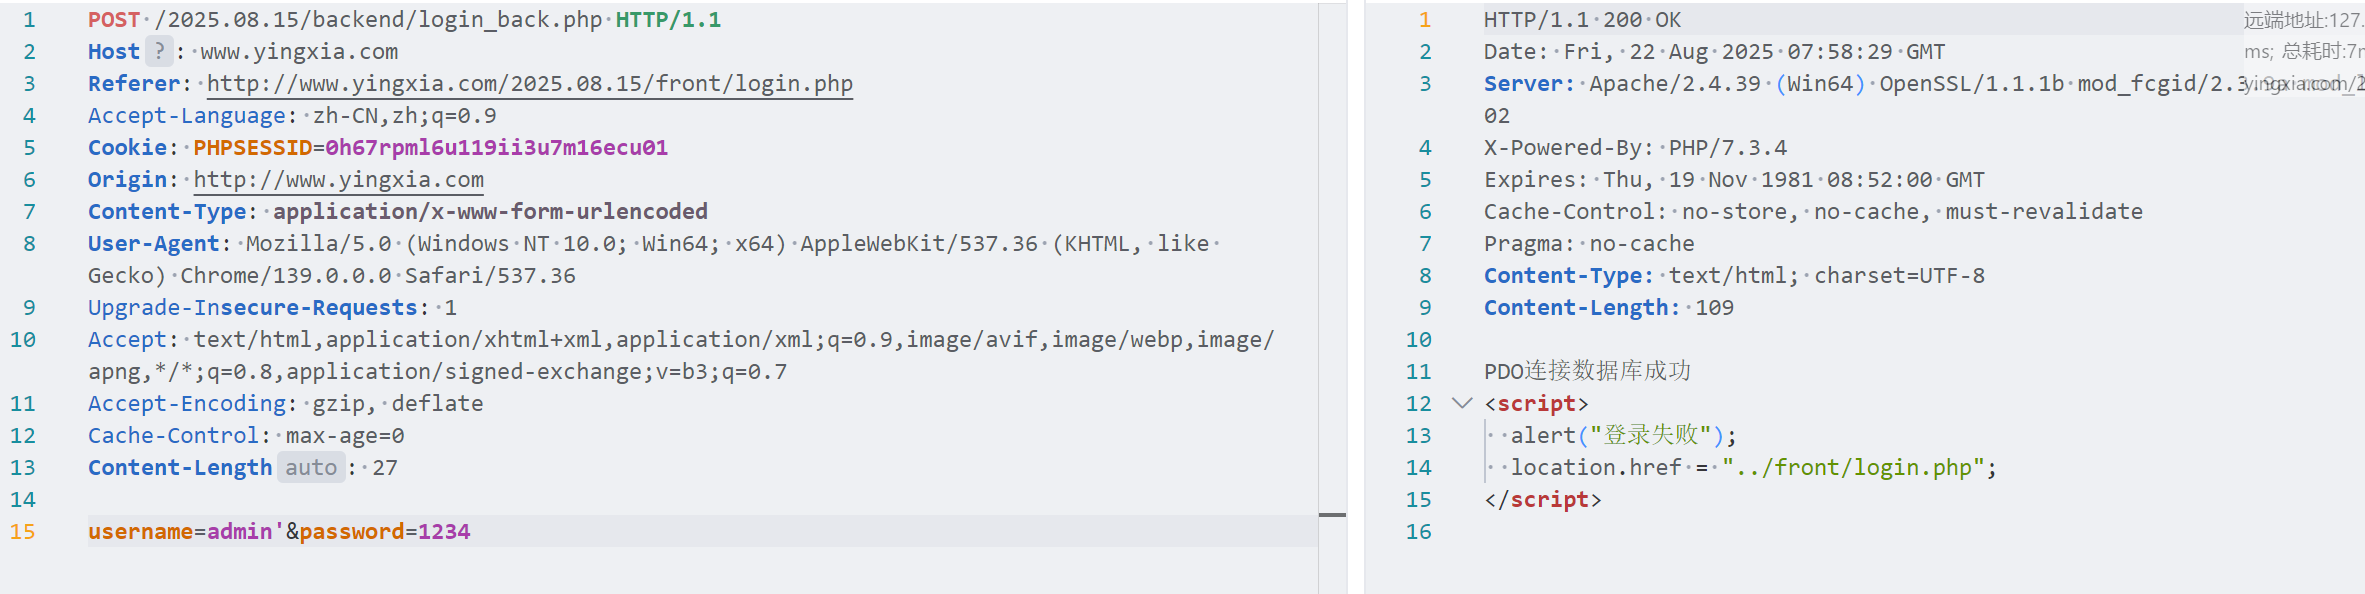 1 POST /2025.08.15/backend/login_back.php HTTP/1.1
2 Host ? : www.yingxia.com
3 Referer: http://www.yingxia.com/2025.08.15/front/login.php
4 Accept-Language: zh-CN,zh;q=0.9
5 Cookie: PHPSESSID=0h67rpml6u119ii3u7m16ecu01
6 Origin: http://www.yingxia.com
7 Content-Type: application/x-www-form-urlencoded
8 User-Agent: Mozilla/5.0 (Windows NT 10.0; Win64; x64) AppleWebKit/537.36 (KHTML, like
Gecko) Chrome/139.0.0.0 Safari/537.36
9 Upgrade-Insecure-Requests: 1
10 Accept: text/html,application/xhtml+xml,application/xml;q=0.9,image/avif,image/webp,image/
apng,*/*;q=0.8,application/signed-exchange;v=b3;q=0.7
11 Accept-Encoding: gzip, deflate
12 Cache-Control: max-age=0
13 Content-Length auto : 27
14
15 username=admin'&password=1234
1 HTTP/1.1 200 OK
远端地址:127.
2 Date: Fri, 22 Aug 2025 07:58:29 GMT
ms; 总耗时:7m
3 Server: Apache/2.4.39 (Win64) OpenSSL/1.1.1b mod_fcgid/2.3
02
4 X-Powered-By: PHP/7.3.4
5 Expires: Thu, 19 Nov 1981 08:52:00 GMT
6 Cache-Control: no-store, no-cache, must-revalidate
7 Pragma: no-cache
8 Content-Type: text/html; charset=UTF-8
9 Content-Length: 109
10
11 PDO连接数据库成功
12 <script>
13 alert("登录失败");
14 location.href = "../front/login.php";
15 </script>
16